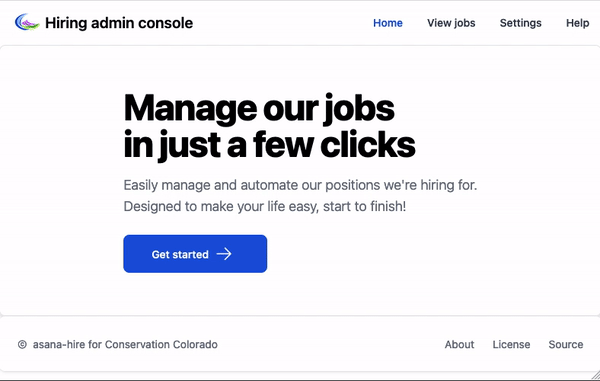 Hiring admin console
Home View jobs Settings Help
Manage our jobs
in just a few clicks
Easily manage and automate our positions we're hiring for.
Designed to make your life easy, start to finish!
Get started →
© asana-hire for Conservation Colorado
About License Source